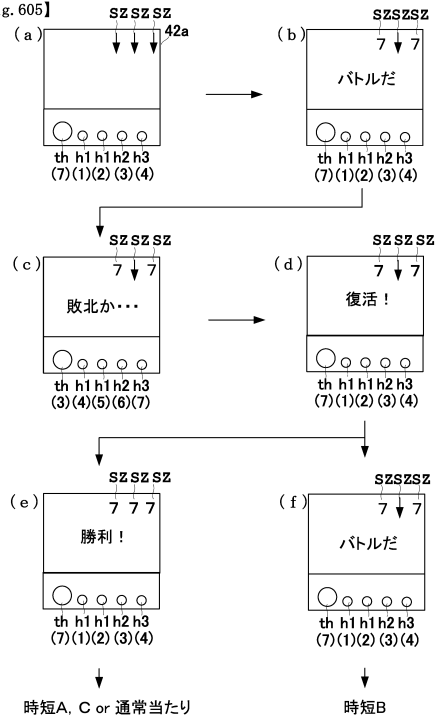 g.605】
(a)
SZ SZ SZ
42a
th h1 h1 h2 h3
(7) (1) (2) (3) (4)
(b)
SZ SZ SZ
7 7
バトルだ
th h1 h1 h2 h3
(7) (1) (2) (3) (4)
(c)
SZ SZ SZ
7 7
敗北か・・・
th h1 h1 h2 h3
(3) (4) (5) (6) (7)
(d)
SZ SZ SZ
7 7
復活！
th h1 h1 h2 h3
(7) (1) (2) (3) (4)
(e)
SZ SZ SZ
7 7 7
勝利！
th h1 h1 h2 h3
(7) (1) (2) (3) (4)
(f)
SZ SZ SZ
7 7
バトルだ
th h1 h1 h2 h3
(7) (1) (2) (3) (4)
時短A，C or 通常当たり
時短B